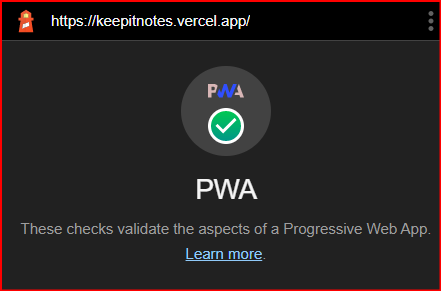 https://keepitnotes.vercel.app/
PWA
PWA
These checks validate the aspects of a Progressive Web App.
Learn more.